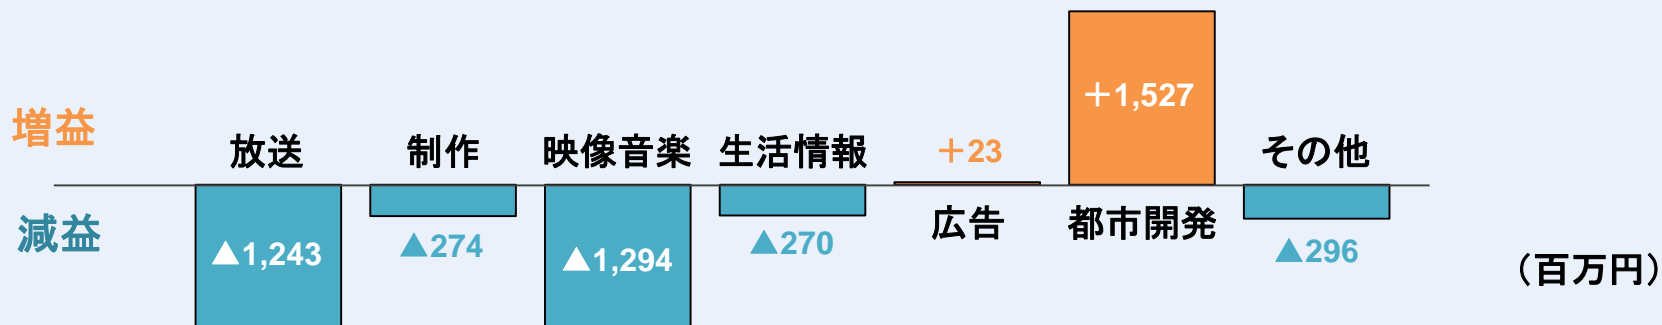 増益
放送 制作 映像音楽 生活情報 +23 +1,527 その他
減益
▲1,243 ▲274 ▲1,294 ▲270 広告 都市開発 ▲296
(百万円)